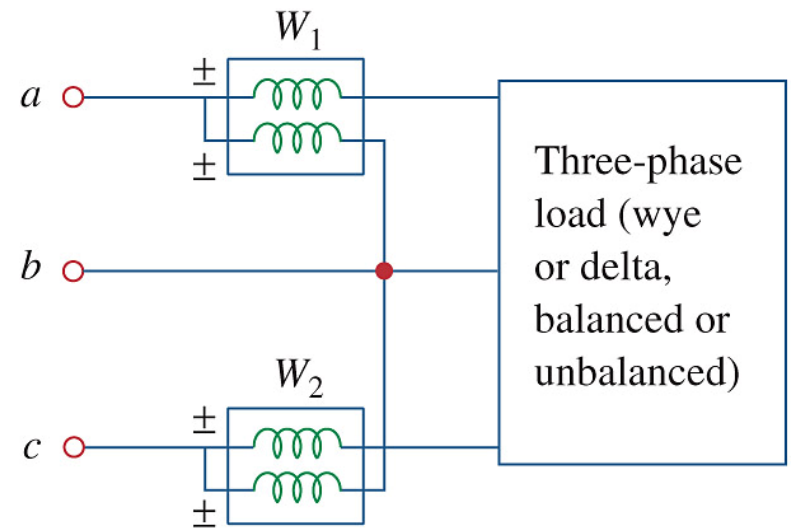 W₁
±
a
±
b
Three-phase
load (wye
or delta,
balanced or
unbalanced)
W₂
±
c
±